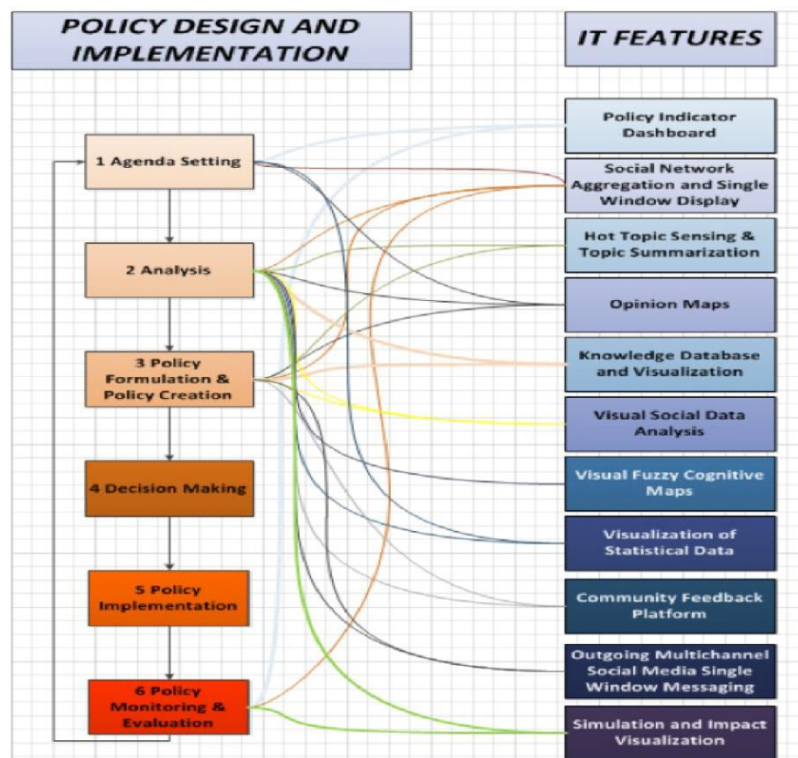 POLICY DESIGN AND
IMPLEMENTATION
IT FEATURES
1 Agenda Setting
2 Analysis
3 Policy
Formulation &
Policy Creation
4 Decision Making
5 Policy
Implementation
6 Policy
Monitoring &
Evaluation
Policy Indicator
Dashboard
Social Network
Aggregation and Single
Window Display
Hot Topic Sensing &
Topic Summarization
Opinion Maps
Knowledge Database
and Visualization
Visual Social Data
Analysis
Visual Fuzzy Cognitive
Maps
Visualization of
Statistical Data
Community Feedback
Platform
Outgoing Multichannel
Social Media Single
Window Messaging
Simulation and Impact
Visualization